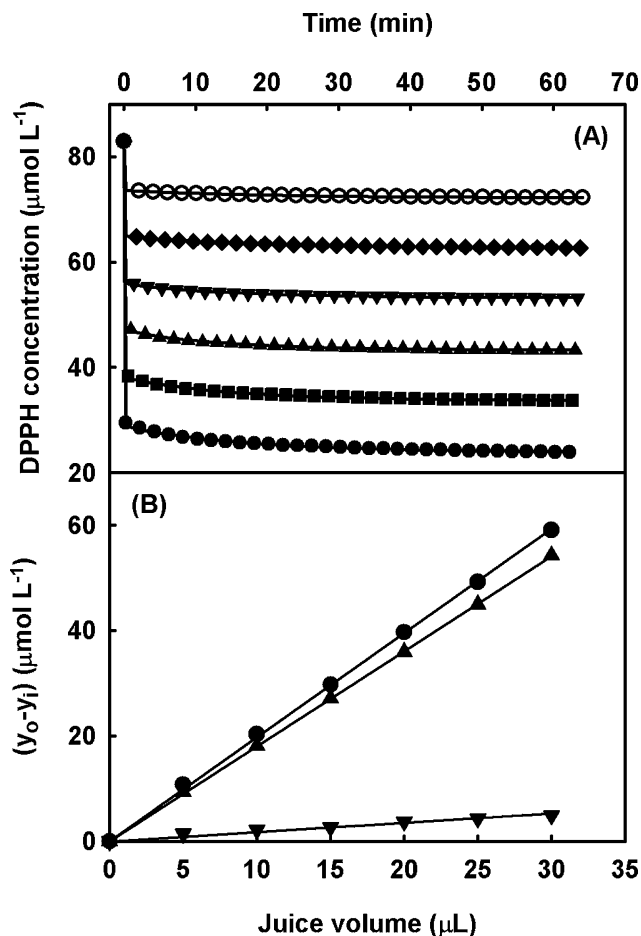 Time (min)
0 10 20 30 40 50 60 70
(A)
80
60
40
20
DPPH concentration (µmol L⁻¹)
(B)
60
40
20
0
(yₒ-yᵢ) (µmol L⁻¹)
0 5 10 15 20 25 30 35
Juice volume (µL)